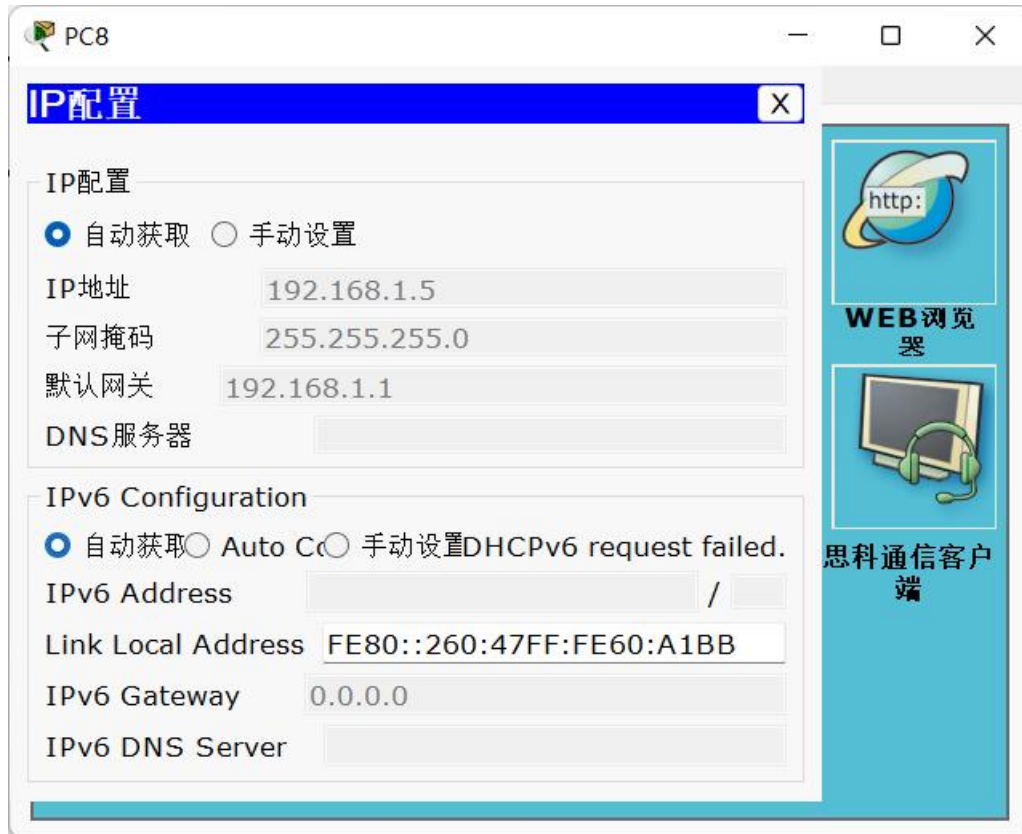 PC8
IP配置
X
IP配置
自动获取 手动设置
IP地址 192.168.1.5
子网掩码 255.255.255.0
默认网关 192.168.1.1
DNS服务器
IPv6 Configuration
自动获取 Auto Co 手动设置DHCPv6 request failed.
IPv6 Address /
Link Local Address FE80::260:47FF:FE60:A1BB
IPv6 Gateway 0.0.0.0
IPv6 DNS Server
http:
WEB浏览
器
思科通信客户
端